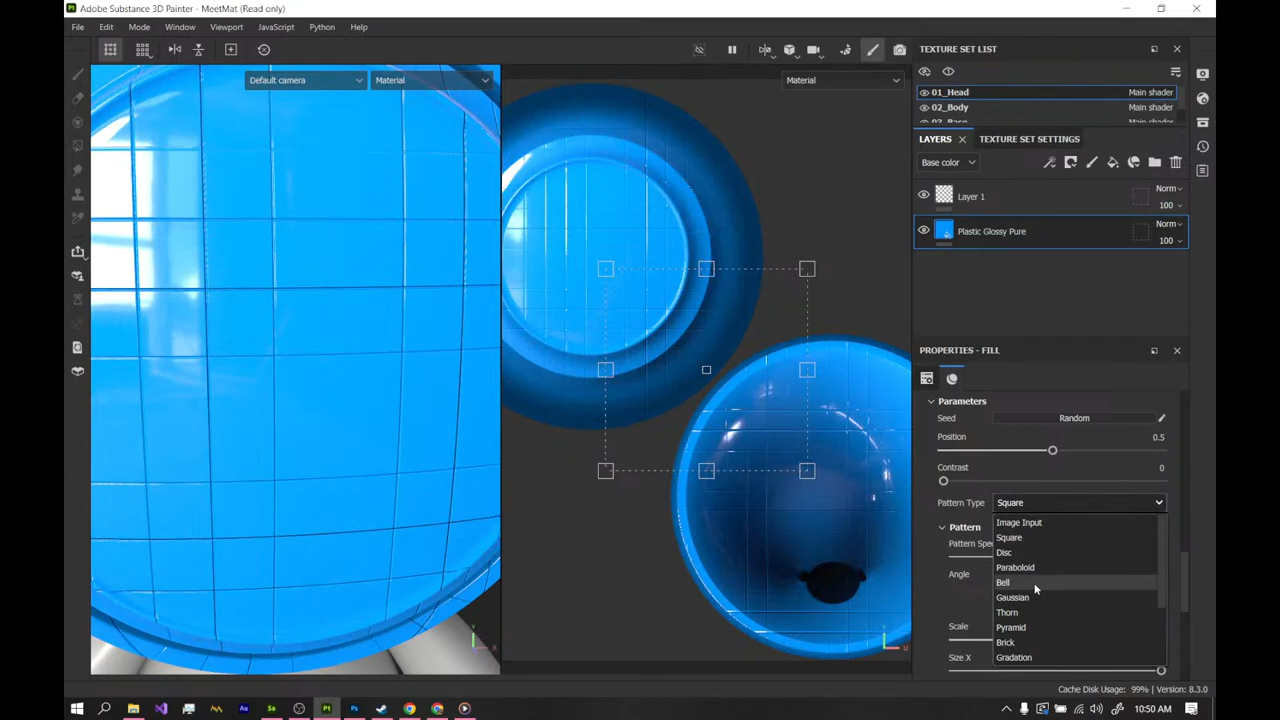 Adobe Substance 3D Painter - MeetMat (Read only)
File Edit Mode Window Viewport JavaScript Python Help
Default camera Material Material
TEXTURE SET LIST
01_Head Main shader
02_Body Main shader
LAYERS TEXTURE SET SETTINGS
Base color
Layer 1 Norm 100
Plastic Glossy Pure Norm 100
PROPERTIES - FILL
Parameters
Seed Random
Position 0.5
Contrast 0
Pattern Type Square
Image Input
Pattern
Square
Pattern Spe
Disc
Paraboloid
Angle
Bell
Gaussian
Thorn
Scale
Pyramid
Brick
Size X
Gradation
Y X U
Cache Disk Usage: 99% | Version: 8.3.0
10:50 AM